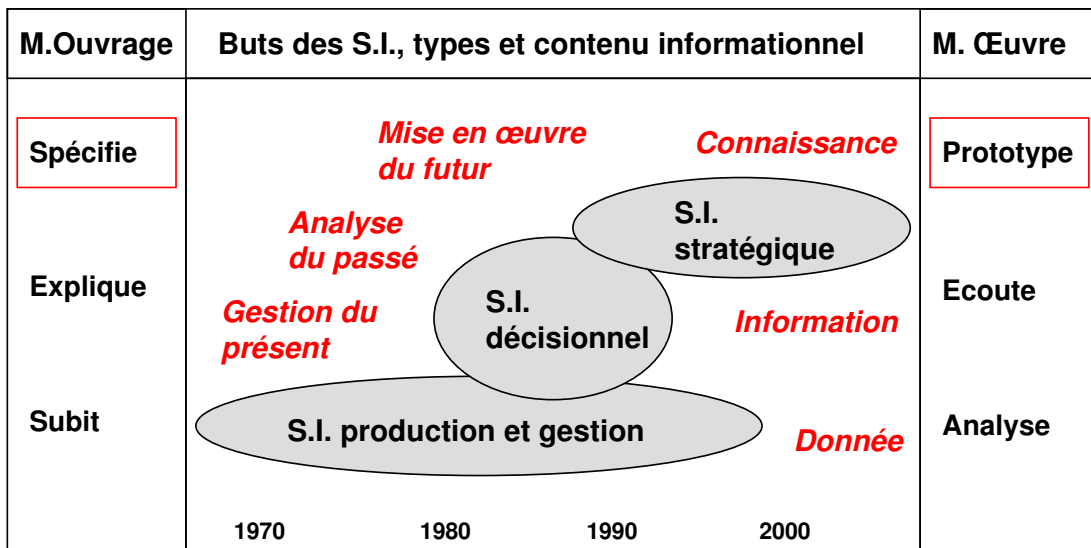 M.Ouvrage
Buts des S.I., types et contenu informationnel
M. Œuvre
Spécifie
Mise en œuvre
du futur
Connaissance
Prototype
S.I.
stratégique
Analyse
du passé
Explique
Gestion du
présent
S.I.
décisionnel
Information
Ecoute
Subit
S.I. production et gestion
Donnée
Analyse
1970 1980 1990 2000